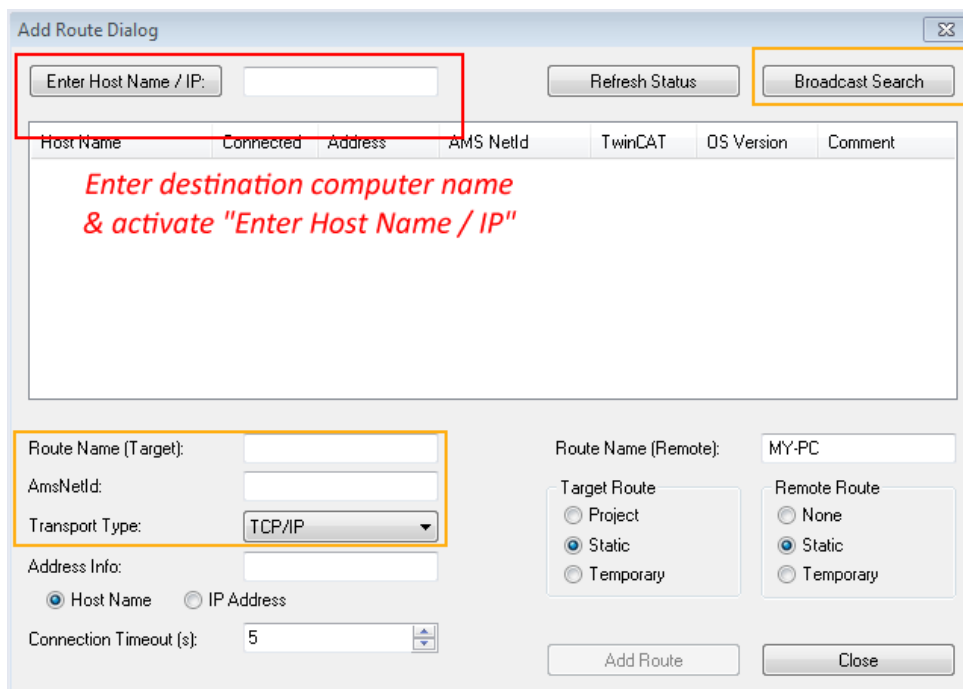 Add Route Dialog
Enter Host Name / IP:
Refresh Status
Broadcast Search
Host Name Connected Address AMS NetId TwinCAT OS Version Comment
Enter destination computer name
& activate "Enter Host Name / IP"
Route Name (Target):
AmsNetId:
Transport Type: TCP/IP
Address Info:
Host Name IP Address
Connection Timeout (s): 5
Route Name (Remote): MY-PC
Target Route
Project
Static
Temporary
Remote Route
None
Static
Temporary
Add Route
Close